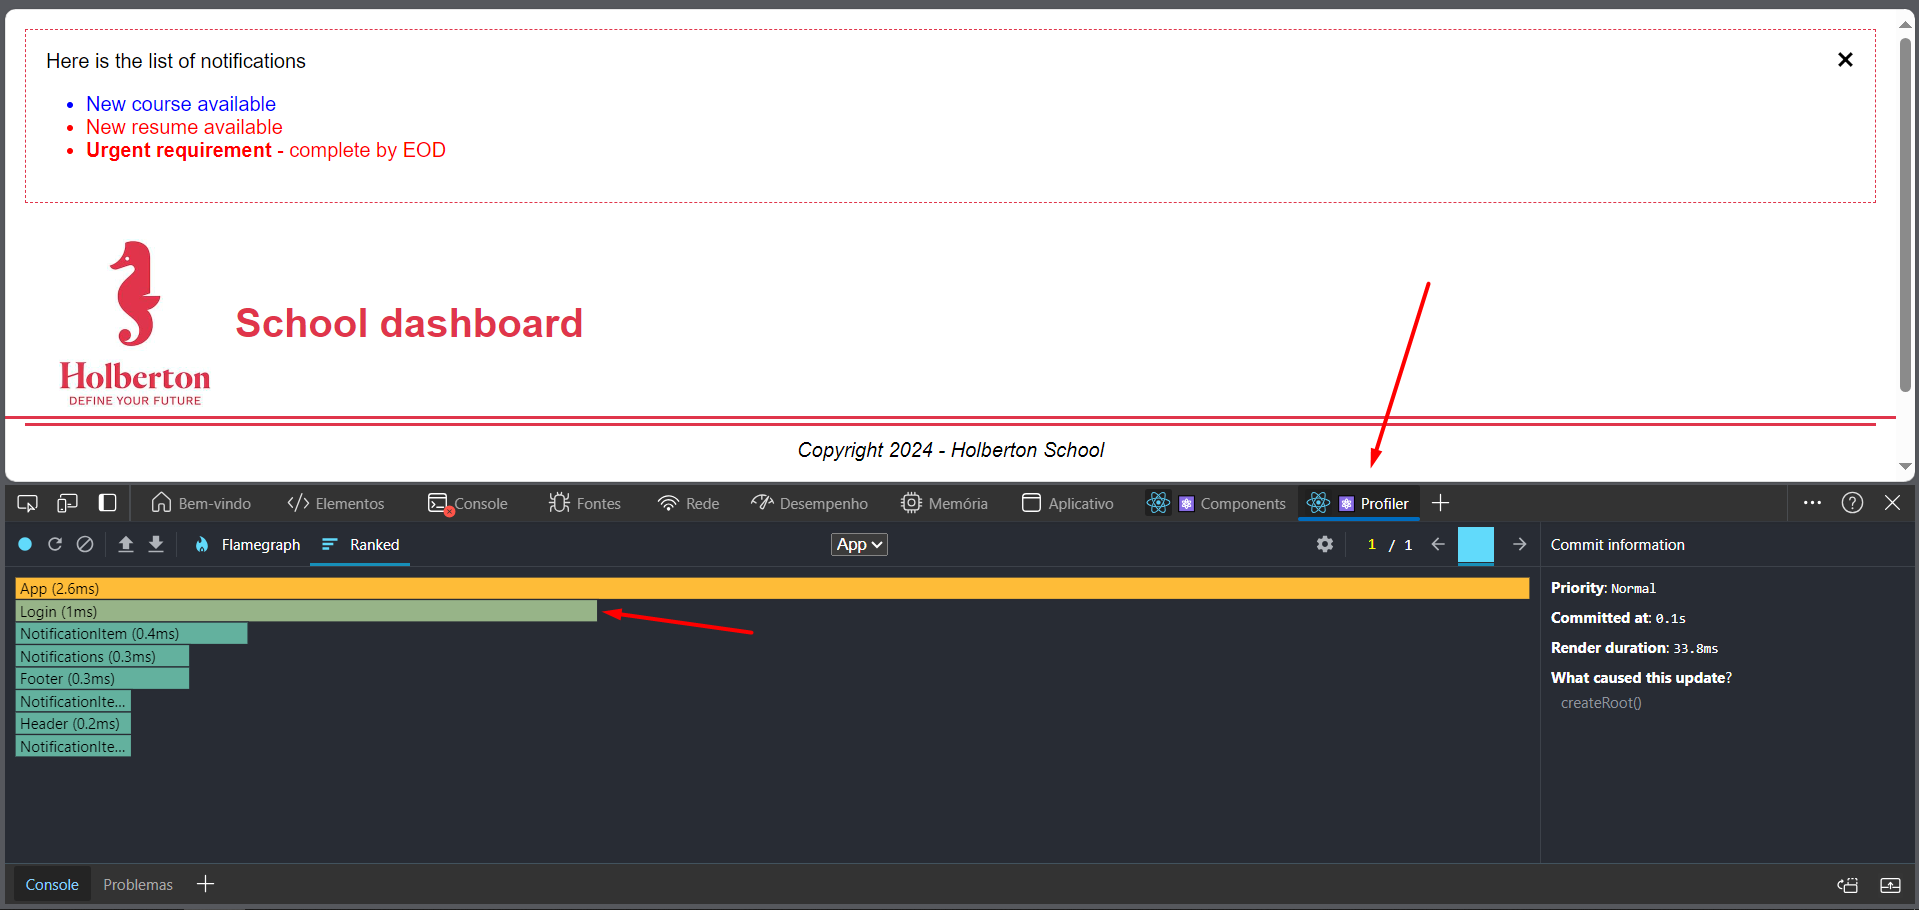 Here is the list of notifications
New course available
New resume available
Urgent requirement - complete by EOD
Holberton
DEFINE YOUR FUTURE
School dashboard
Copyright 2024 - Holberton School
Bem-vindo Elementos Console Fontes Rede Desempenho Memória Aplicativo Components Profiler
Flamegraph Ranked App 1 / 1 Commit information
App (2.6ms)
Login (1ms)
NotificationItem (0.4ms)
Notifications (0.3ms)
Footer (0.3ms)
NotificationIte...
Header (0.2ms)
NotificationIte...
Priority: Normal
Committed at: 0.1s
Render duration: 33.8ms
What caused this update?
createRoot()
Console Problemas